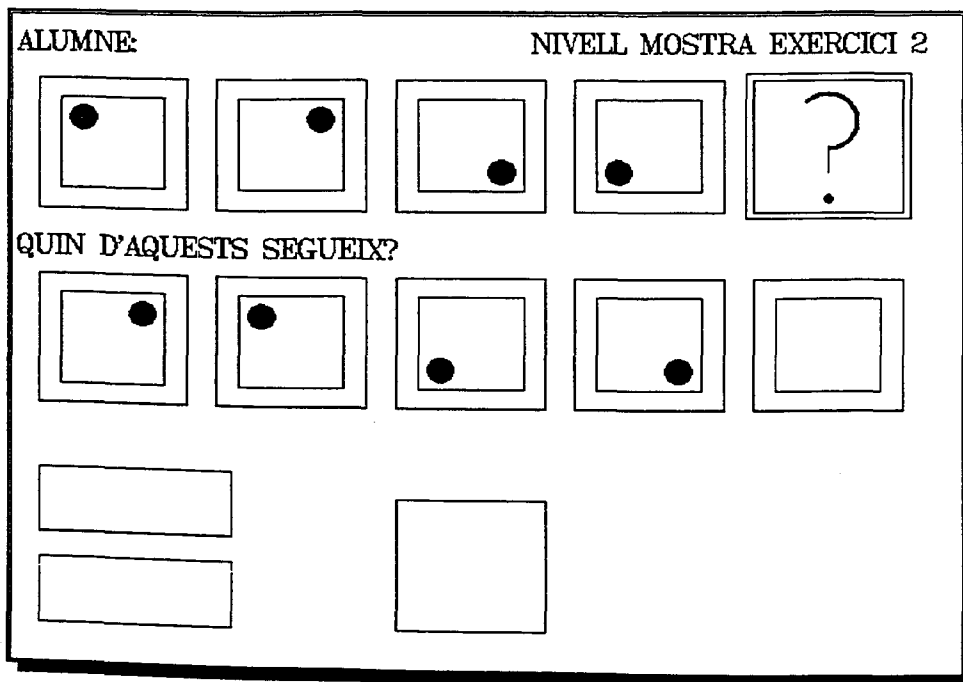 ALUMNE:
NIVELL MOSTRA EXERCICI 2
?
QUIN D'AQUESTS SEGUEIX?